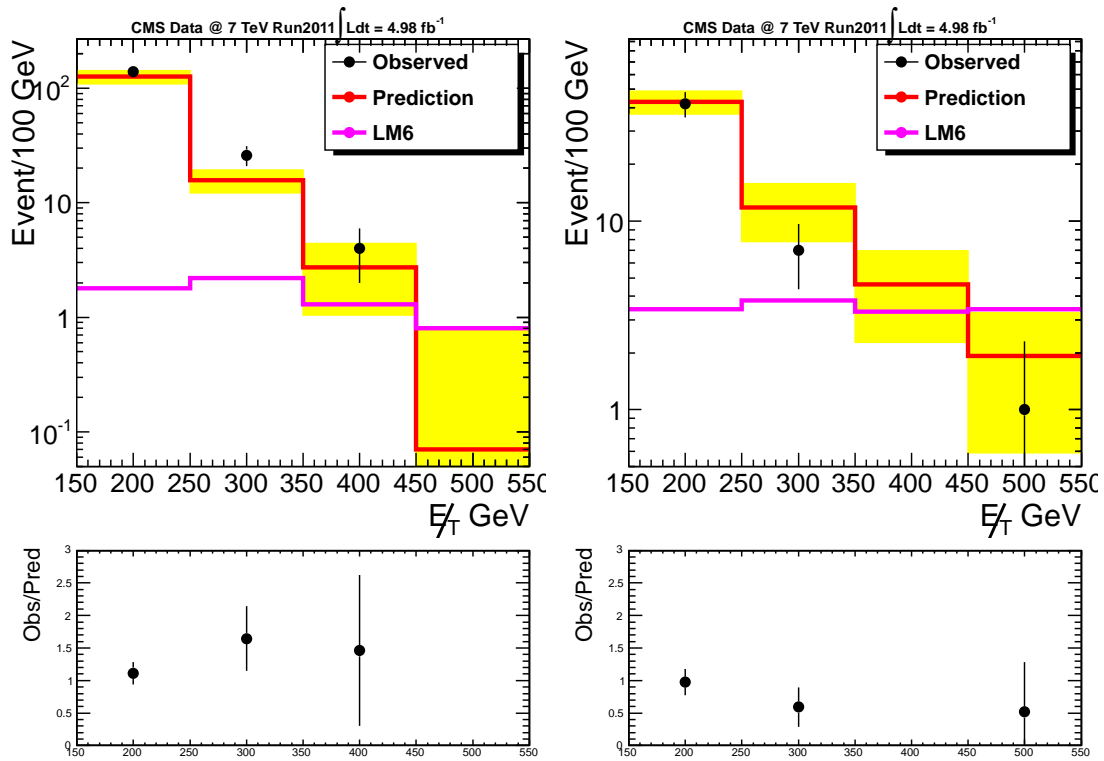 CMS Data @ 7 TeV Run2011 ∫ Ldt = 4.98 fb⁻¹
Event/100 GeV
10²
10
1
10⁻¹
Observed
Prediction
LM6
150 200 250 300 350 400 450 500 550
E̸_T GeV
Obs/Pred
3
2.5
2
1.5
1
0.5
0
150 200 250 300 350 400 450 500 550
CMS Data @ 7 TeV Run2011 ∫ Ldt = 4.98 fb⁻¹
Event/100 GeV
10
1
Observed
Prediction
LM6
150 200 250 300 350 400 450 500 550
E̸_T GeV
Obs/Pred
3
2.5
2
1.5
1
0.5
0
150 200 250 300 350 400 450 500 550